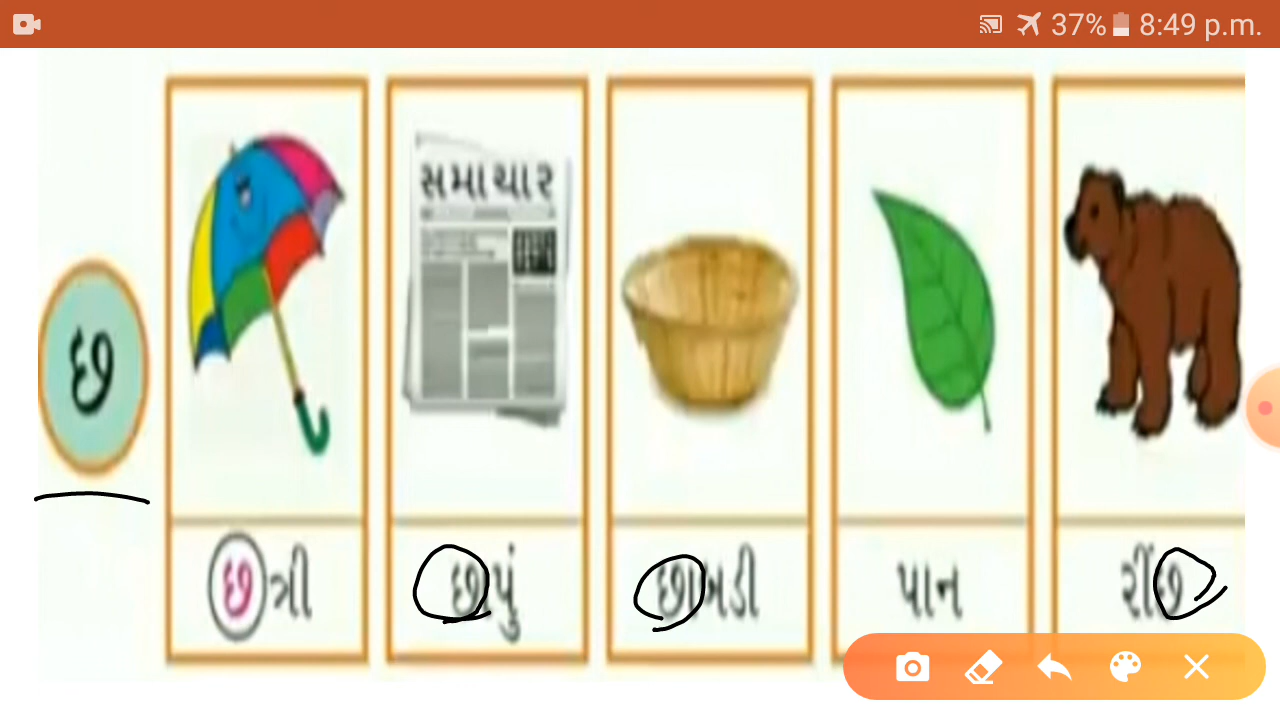 37% 8:49 p.m.
સમાચાર
છ
છત્રી છાપું છાબડી પાન રીંછ